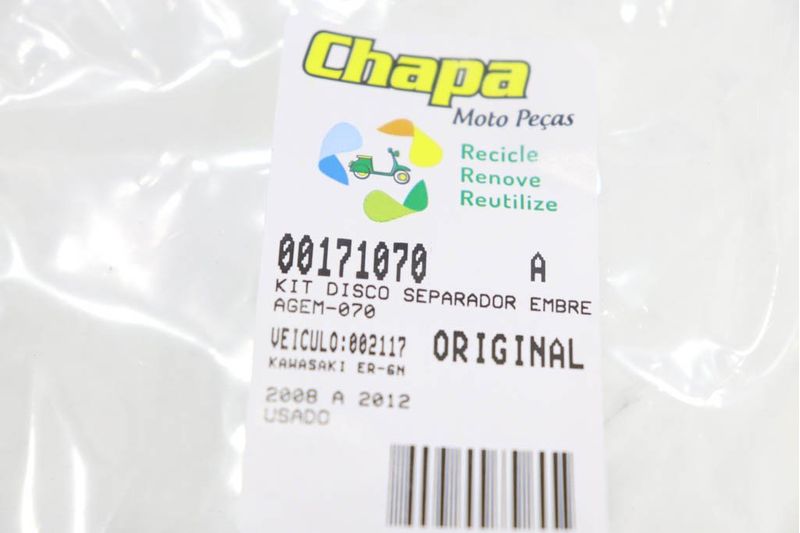 Chapa
Moto Peças
Recicle
Renove
Reutilize
00171070 A
KIT DISCO SEPARADOR EMBRE
AGEM-070
VEICULO:002117 ORIGINAL
KAWASAKI ER-6N
2008 A 2012
USADO